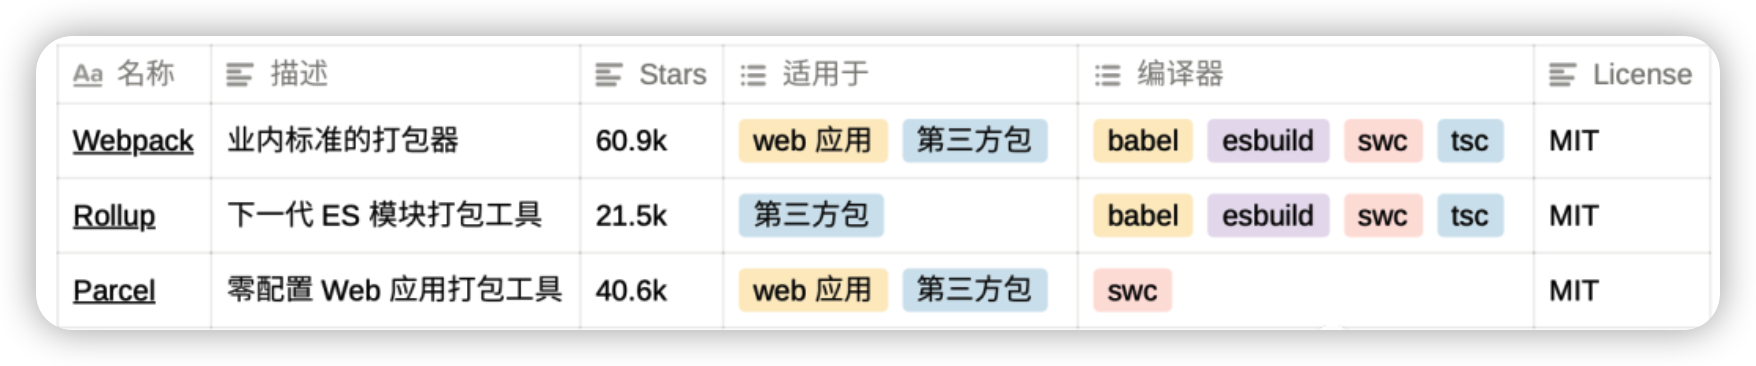 Aa 名称 描述 Stars 适用于 编译器 License
Webpack 业内标准的打包器 60.9k web 应用 第三方包 babel esbuild swc tsc MIT
Rollup 下一代 ES 模块打包工具 21.5k 第三方包 babel esbuild swc tsc MIT
Parcel 零配置 Web 应用打包工具 40.6k web 应用 第三方包 swc MIT